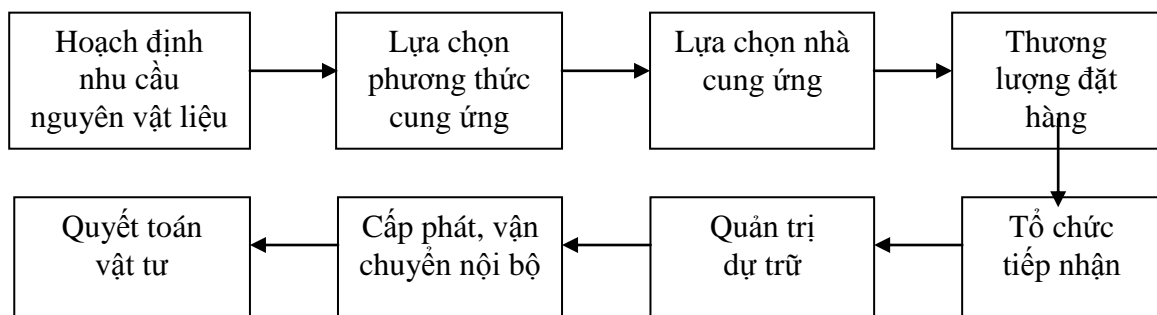 Hoạch định
nhu cầu
nguyên vật liệu
Lựa chọn
phương thức
cung ứng
Lựa chọn nhà
cung ứng
Thương
lượng đặt
hàng
Tổ chức
tiếp nhận
Quản trị
dự trữ
Cấp phát, vận
chuyển nội bộ
Quyết toán
vật tư